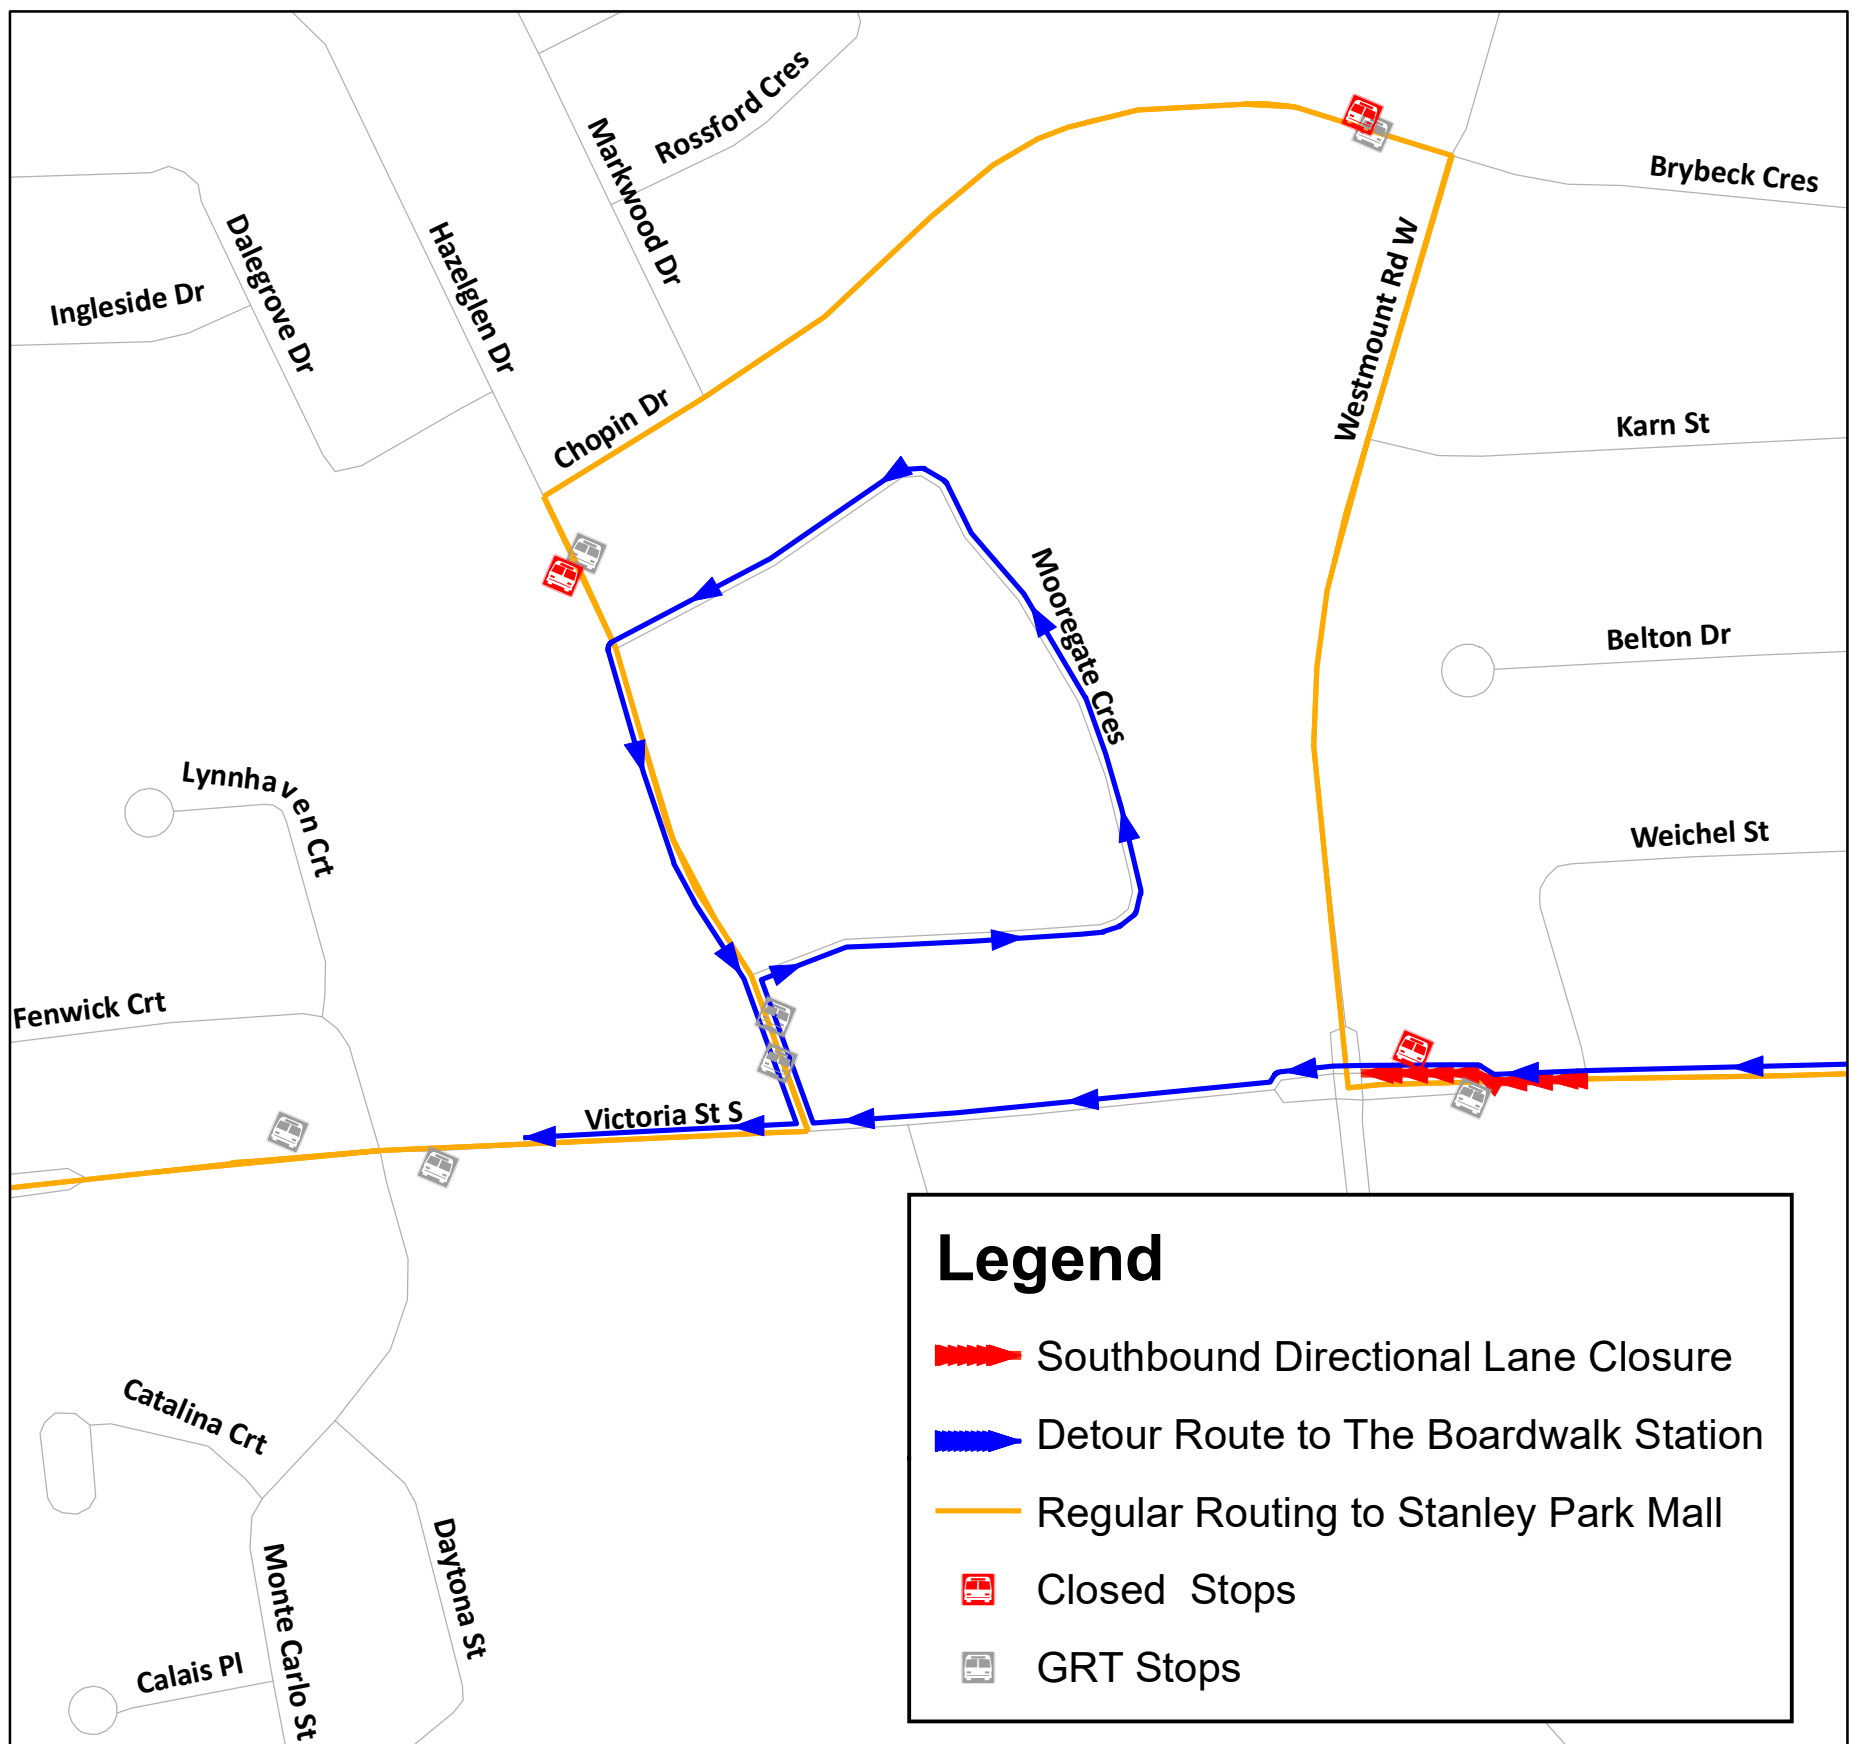 Rossford Cres
Markwood Dr
Brybeck Cres
Dalegrove Dr
Hazelglen Dr
Westmount Rd W
Ingleside Dr
Chopin Dr
Karn St
Mooregate Cres
Belton Dr
Lynnhaven Crt
Weichel St
Fenwick Crt
Victoria St S
Legend
Southbound Directional Lane Closure
Detour Route to The Boardwalk Station
Regular Routing to Stanley Park Mall
Closed  Stops
GRT Stops
Catalina Crt
Daytona St
Monte Carlo St
Calais Pl